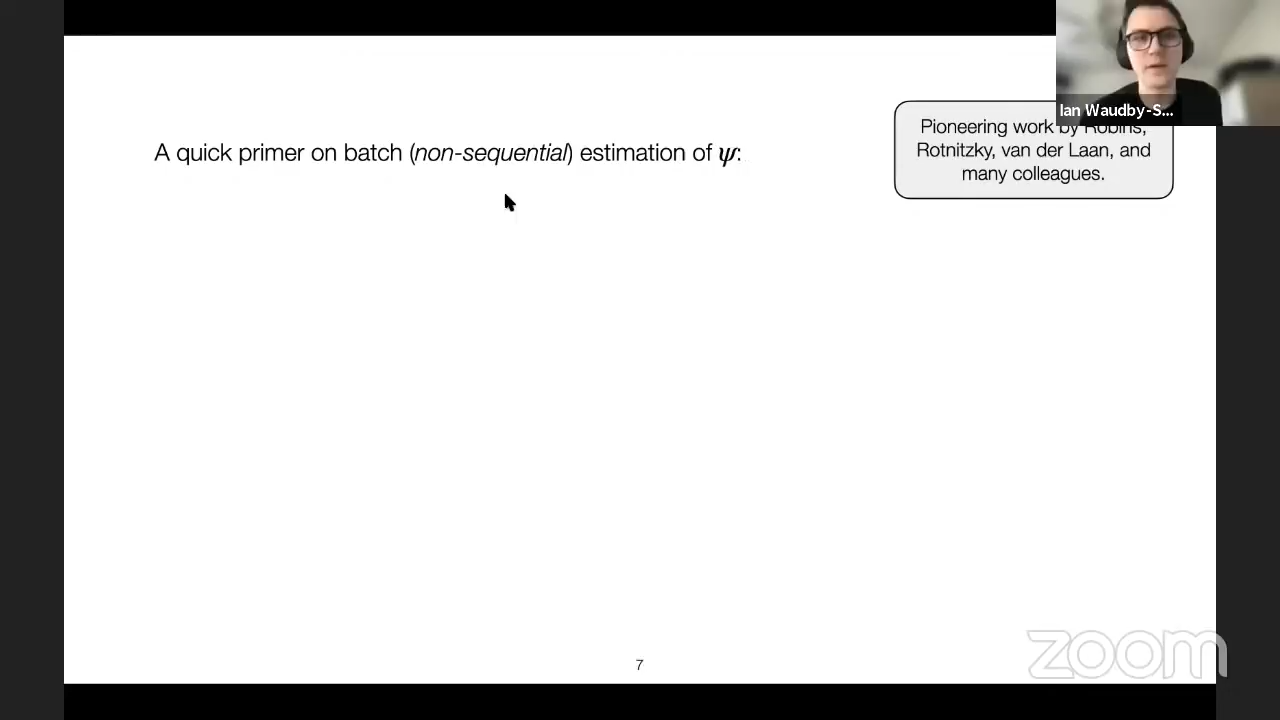 Ian Waudby-S...
Pioneering work by Robins,
A quick primer on batch (non-sequential) estimation of ψ:
Rotnitzky, van der Laan, and
many colleagues.
7
zoom